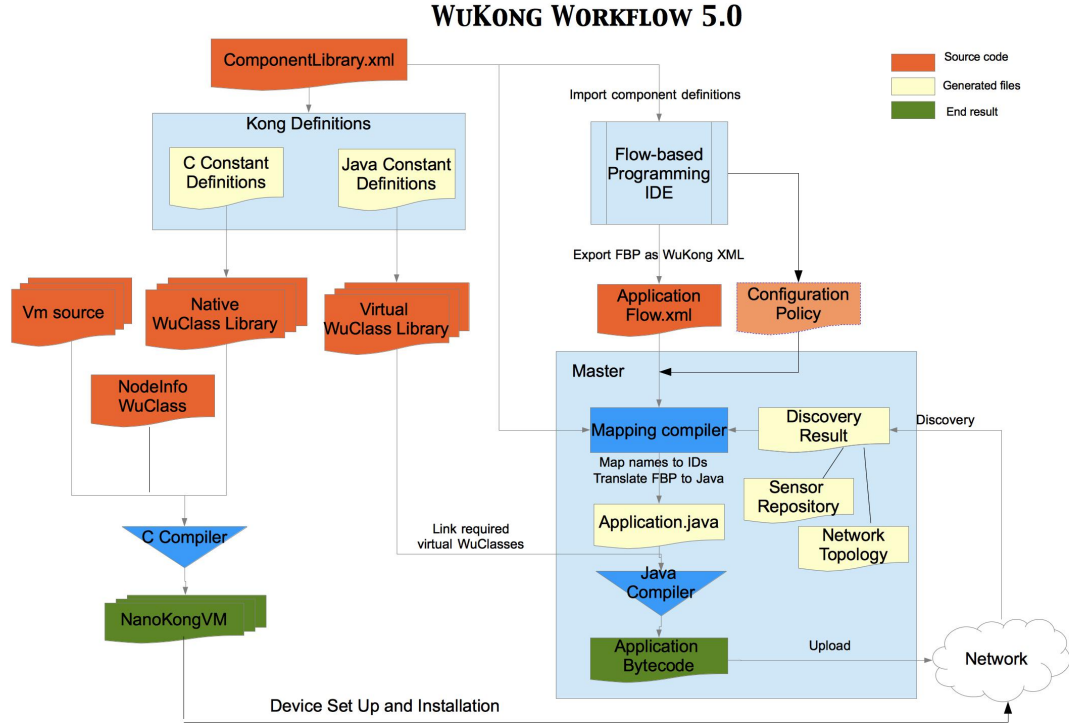 WUKONG WORKFLOW 5.0
ComponentLibrary.xml
Source code
Generated files
End result
Import component definitions
Kong Definitions
C Constant
Definitions
Java Constant
Definitions
Flow-based
Programming
IDE
Export FBP as WuKong XML
Vm source
Native
WuClass Library
Virtual
WuClass Library
Application
Flow.xml
Configuration
Policy
Master
NodeInfo
WuClass
Mapping compiler
Discovery
Result
Discovery
Map names to IDs
Translate FBP to Java
Sensor
Repository
Application.java
Network
Topology
Link required
virtual WuClasses
C Compiler
Java
Compiler
NanoKongVM
Application
Bytecode
Upload
Network
Device Set Up and Installation